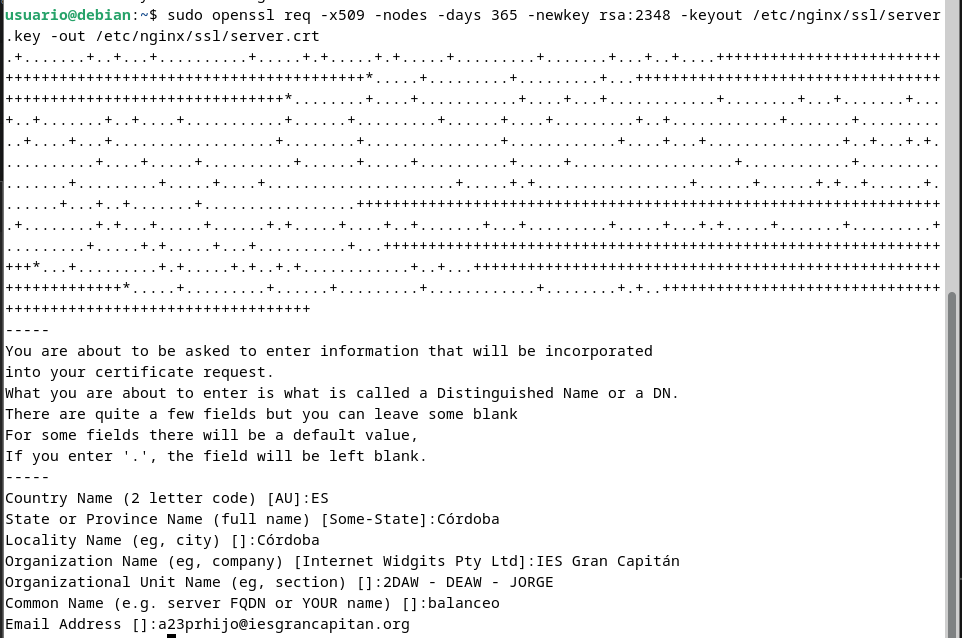 usuario@debian:~$ sudo openssl req -x509 -nodes -days 365 -newkey rsa:2348 -keyout /etc/nginx/ssl/server
.key -out /etc/nginx/ssl/server.crt
.+.......+..+...+..........+.....+.+.....+.+.....+.........+.......+...+..+....+++++++++++++++++++++++++
++++++++++++++++++++++++++++++++++++++++*.....+.........+.........+...++++++++++++++++++++++++++++++++++
+++++++++++++++++++++++++++++++*........+....+...........+....+...+............+........+...+.......+...
+..+.......+..+....+...........+......+.........+......+....+.........+..+............+.......+.........
..+....+...+..................+........+...............+............+....+...+...............+..+...+.+.
..........+....+.....+..........+......+.....+..........+.....+..................+............+.........
.......+.........+.....+....+.....................+.....+.+.................+......+......+.+..+......+.
......+...+..+.......+.................+++++++++++++++++++++++++++++++++++++++++++++++++++++++++++++++++
.+........+.+...+.....+......+.+.....+....+..+.......+...+.........+.....+...+.+.....+.......+.........+
.........+.....+.+.....+...+..........+...++++++++++++++++++++++++++++++++++++++++++++++++++++++++++++++
+++*...+.........+.+.....+.+..+.+............+..+...++++++++++++++++++++++++++++++++++++++++++++++++++++
+++++++++++++*.....+.........+......+.........+............+........+.+..+++++++++++++++++++++++++++++++
++++++++++++++++++++++++++++++++++
-----
You are about to be asked to enter information that will be incorporated
into your certificate request.
What you are about to enter is what is called a Distinguished Name or a DN.
There are quite a few fields but you can leave some blank
For some fields there will be a default value,
If you enter '.', the field will be left blank.
-----
Country Name (2 letter code) [AU]:ES
State or Province Name (full name) [Some-State]:Córdoba
Locality Name (eg, city) []:Córdoba
Organization Name (eg, company) [Internet Widgits Pty Ltd]:IES Gran Capitán
Organizational Unit Name (eg, section) []:2DAW - DEAW - JORGE
Common Name (e.g. server FQDN or YOUR name) []:balanceo
Email Address []:a23prhijo@iesgrancapitan.org